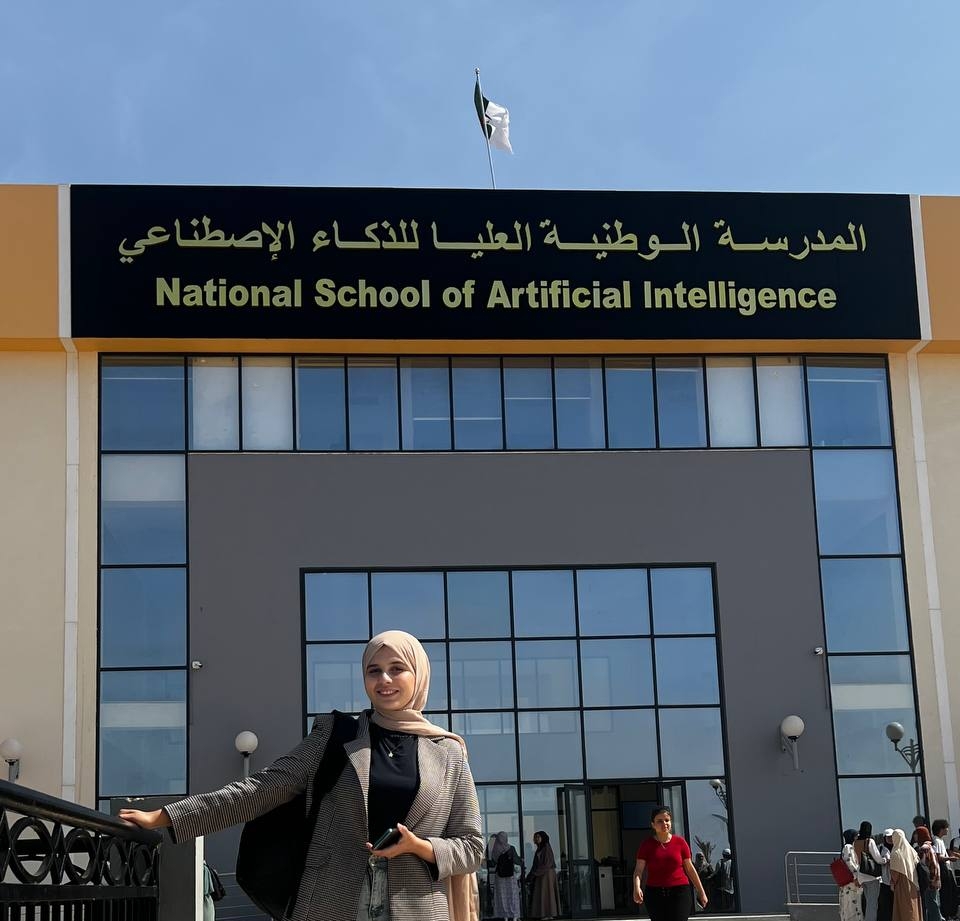 المدرسة الوطنية العليا للذكاء الإصطناعي
National School of Artificial Intelligence